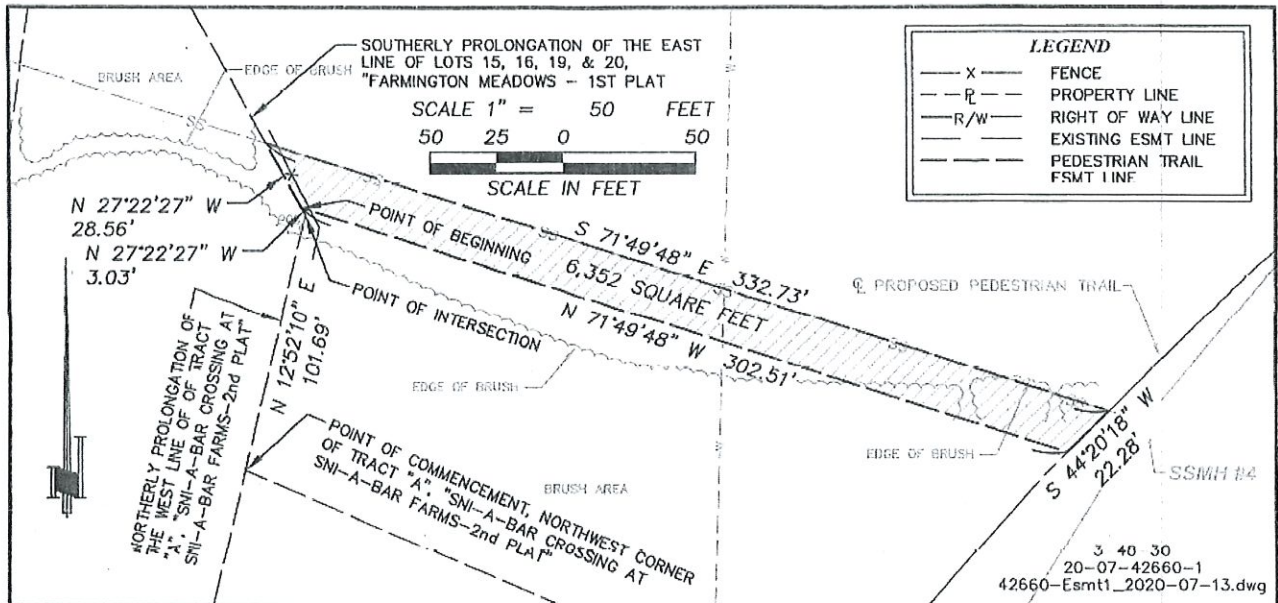 SOUTHERLY PROLONGATION OF THE EAST
LINE OF LOTS 15, 16, 19, & 20,
"FARMINGTON MEADOWS - 1ST PLAT
BRUSH AREA
EDGE OF BRUSH
SS
SCALE 1" = 50 FEET
50 25 0 50
SCALE IN FEET
LEGEND
X FENCE
PL PROPERTY LINE
R/W RIGHT OF WAY LINE
EXISTING ESMT LINE
PEDESTRIAN TRAIL
ESMT LINE
N 27°22'27" W
28.56'
N 27°22'27" W
3.03'
POINT OF BEGINNING
SS
SS
S 71°49'48" E 332.73'
SS
SS
6,352 SQUARE FEET
N 71°49'48" W 302.51'
CL PROPOSED PEDESTRIAN TRAIL
POINT OF INTERSECTION
N 12°52'10" E
101.69'
NORTHERLY PROLONGATION OF
THE WEST LINE OF OF TRACT
"A", "SNI-A-BAR CROSSING AT
SNI-A-BAR FARMS-2nd PLAT"
EDGE OF BRUSH
EDGE OF BRUSH
POINT OF COMMENCEMENT, NORTHWEST CORNER
OF TRACT "A", "SNI-A-BAR CROSSING AT
SNI-A-BAR FARMS-2nd PLAT"
BRUSH AREA
S 44°20'18" W
22.28'
SSMH #4
3 40 30
20-07-42660-1
42660-Esmt1_2020-07-13.dwg